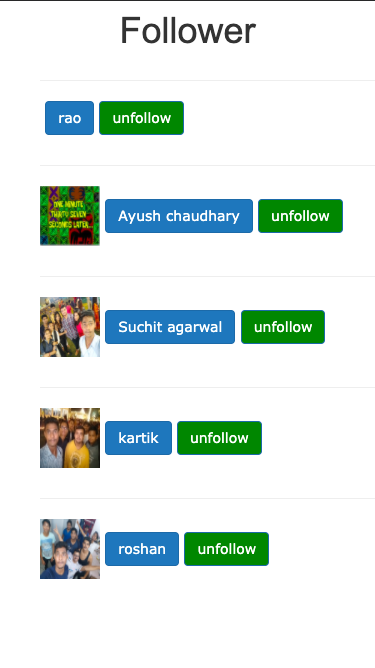 Follower
rao unfollow
ONE MINUTE
THIRTY SEVEN
SECONDS LATER...
Ayush chaudhary unfollow
Suchit agarwal unfollow
kartik unfollow
roshan unfollow